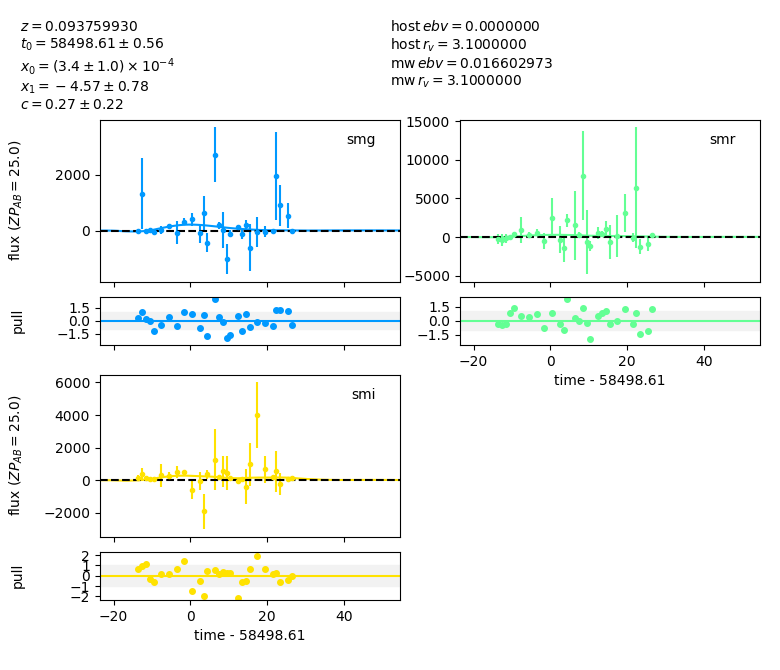 z = 0.093759930
t₀ = 58498.61 ± 0.56
x₀ = (3.4 ± 1.0) × 10⁻⁴
x₁ = −4.57 ± 0.78
c = 0.27 ± 0.22
host ebv = 0.0000000
host r_v = 3.1000000
mw ebv = 0.016602973
mw r_v = 3.1000000
flux (ZP_AB = 25.0)
2000
0
smg
15000
10000
5000
0
−5000
smr
pull
1.5
0.0
−1.5
1.5
0.0
−1.5
−20
0
20
40
time - 58498.61
flux (ZP_AB = 25.0)
6000
4000
2000
0
−2000
smi
pull
2
1
0
−1
−2
−20
0
20
40
time - 58498.61